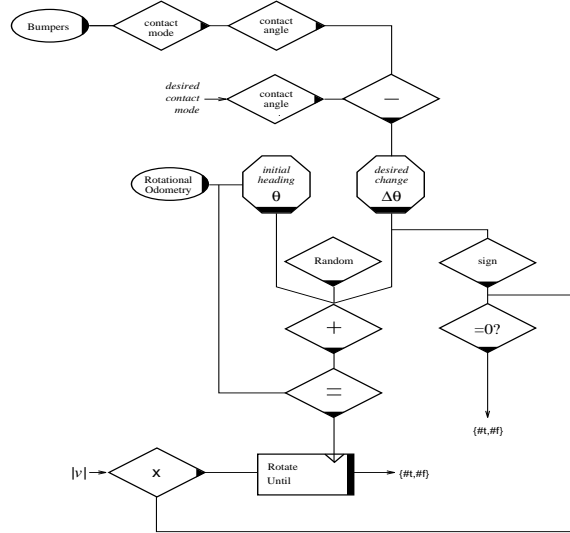 Bumpers
contact
mode
contact
angle
desired
contact
mode
contact
angle
−
Rotational
Odometry
initial
heading
θ
desired
change
Δθ
Random
sign
+
=0?
=
{#t,#f}
|v|
x
Rotate
Until
{#t,#f}